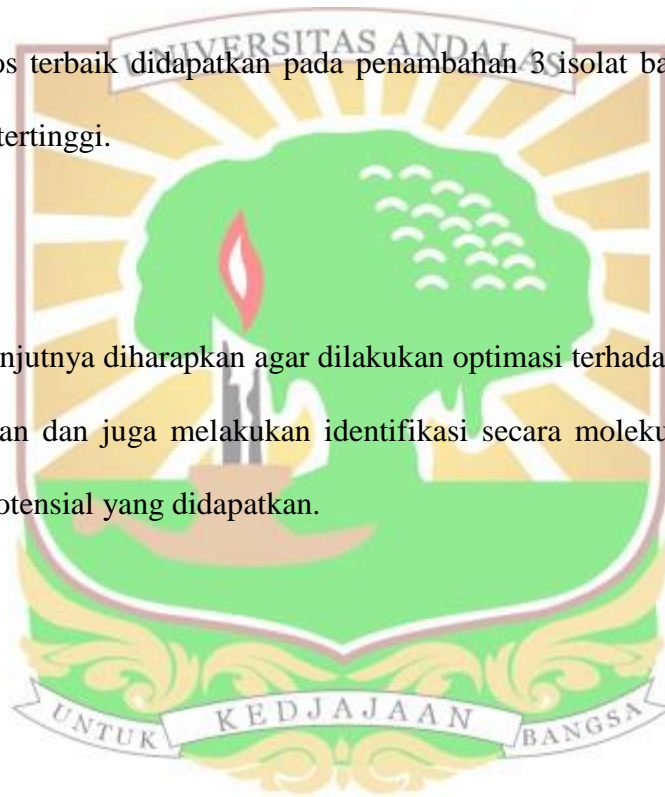 UNIVERSITAS ANDALAS
os terbaik didapatkan pada penambahan 3 isolat ba
tertinggi.
njutnya diharapkan agar dilakukan optimasi terhada
an dan juga melakukan identifikasi secara moleku
otensial yang didapatkan.
UNTUK KEDJAJAAN BANGSA